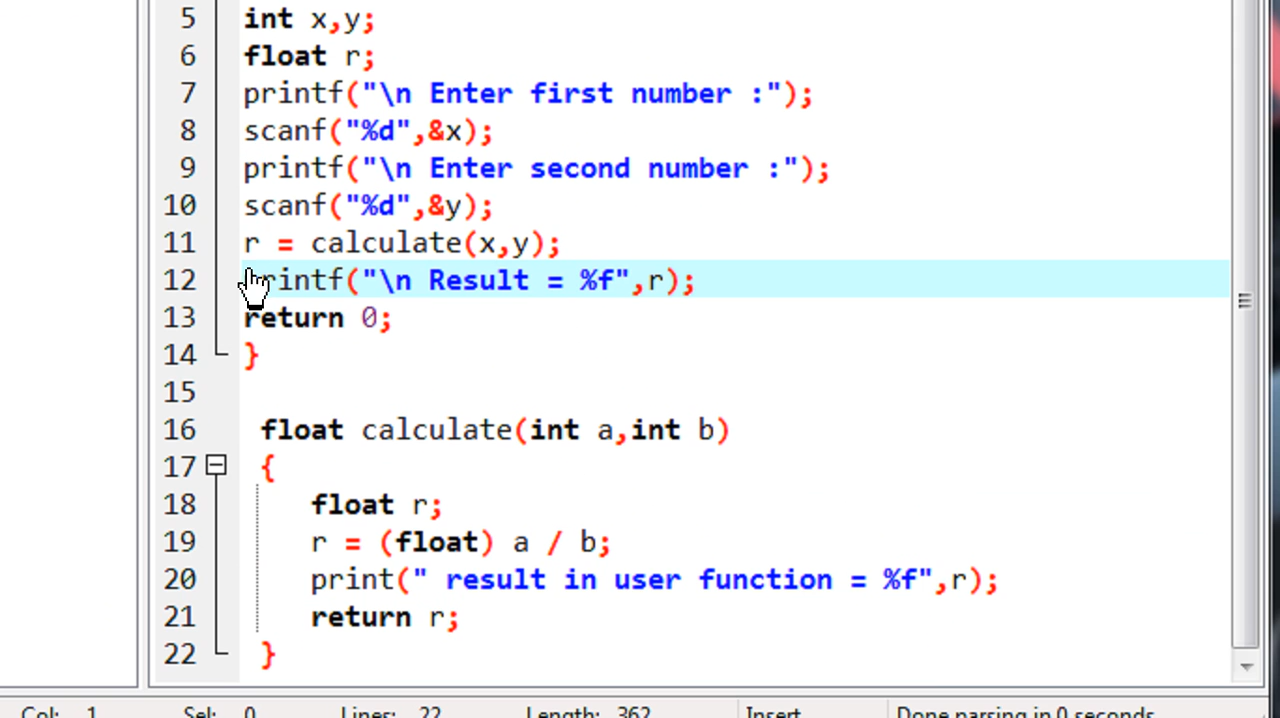 5 int x,y;
6 float r;
7 printf("\n Enter first number :");
8 scanf("%d",&x);
9 printf("\n Enter second number :");
10 scanf("%d",&y);
11 r = calculate(x,y);
12 printf("\n Result = %f",r);
13 return 0;
14 }
15
16 float calculate(int a,int b)
17 {
18 float r;
19 r = (float) a / b;
20 print(" result in user function = %f",r);
21 return r;
22 }
Col: 1 Sel: 0 Lines: 22 Length: 362 Insert Done parsing in 0 seconds